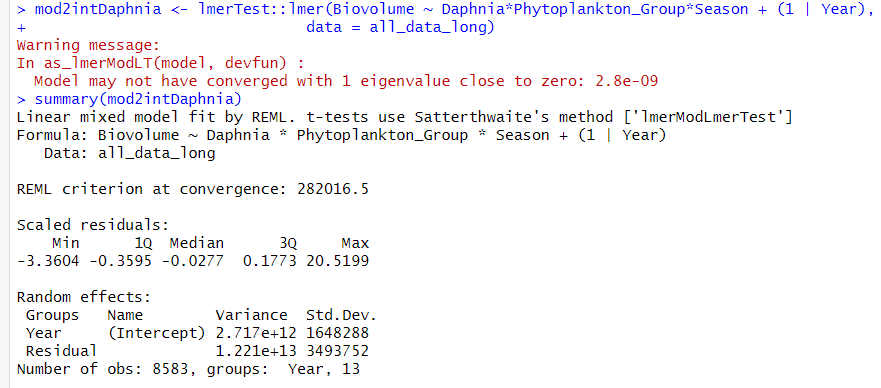 > mod2intDaphnia <- lmerTest::lmer(Biovolume ~ Daphnia*Phytoplankton_Group*Season + (1 | Year),
+                                 data = all_data_long)
Warning message:
In as_lmerModLT(model, devfun) :
  Model may not have converged with 1 eigenvalue close to zero: 2.8e-09
> summary(mod2intDaphnia)
Linear mixed model fit by REML. t-tests use Satterthwaite's method ['lmerModLmerTest']
Formula: Biovolume ~ Daphnia * Phytoplankton_Group * Season + (1 | Year)
   Data: all_data_long
REML criterion at convergence: 282016.5
Scaled residuals:
    Min      1Q  Median      3Q     Max
-3.3604 -0.3595 -0.0277  0.1773 20.5199
Random effects:
 Groups   Name        Variance  Std.Dev.
 Year     (Intercept) 2.717e+12 1648288
 Residual             1.221e+13 3493752
Number of obs: 8583, groups:  Year, 13